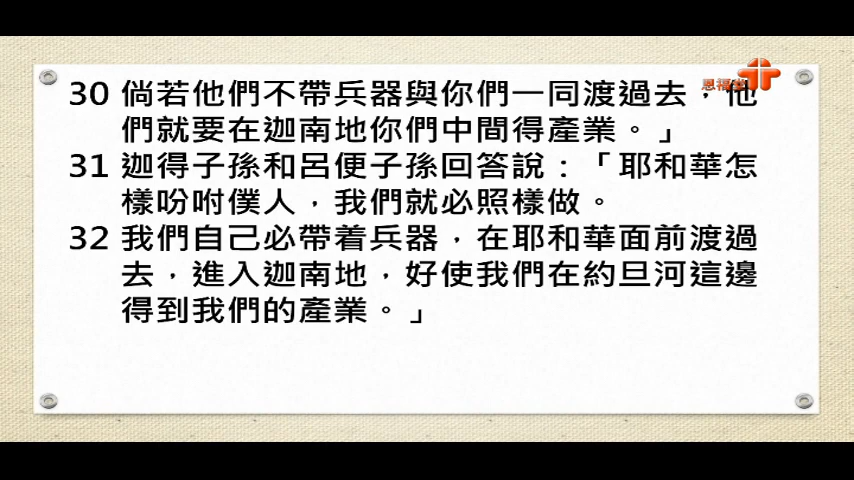 30 倘若他們不帶兵器與你們一同渡過去，他
們就要在迦南地你們中間得產業。」
31 迦得子孫和呂便子孫回答說：「耶和華怎
樣吩咐僕人，我們就必照樣做。
32 我們自己必帶着兵器，在耶和華面前渡過
去，進入迦南地，好使我們在約旦河這邊
得到我們的產業。」
恩福堂